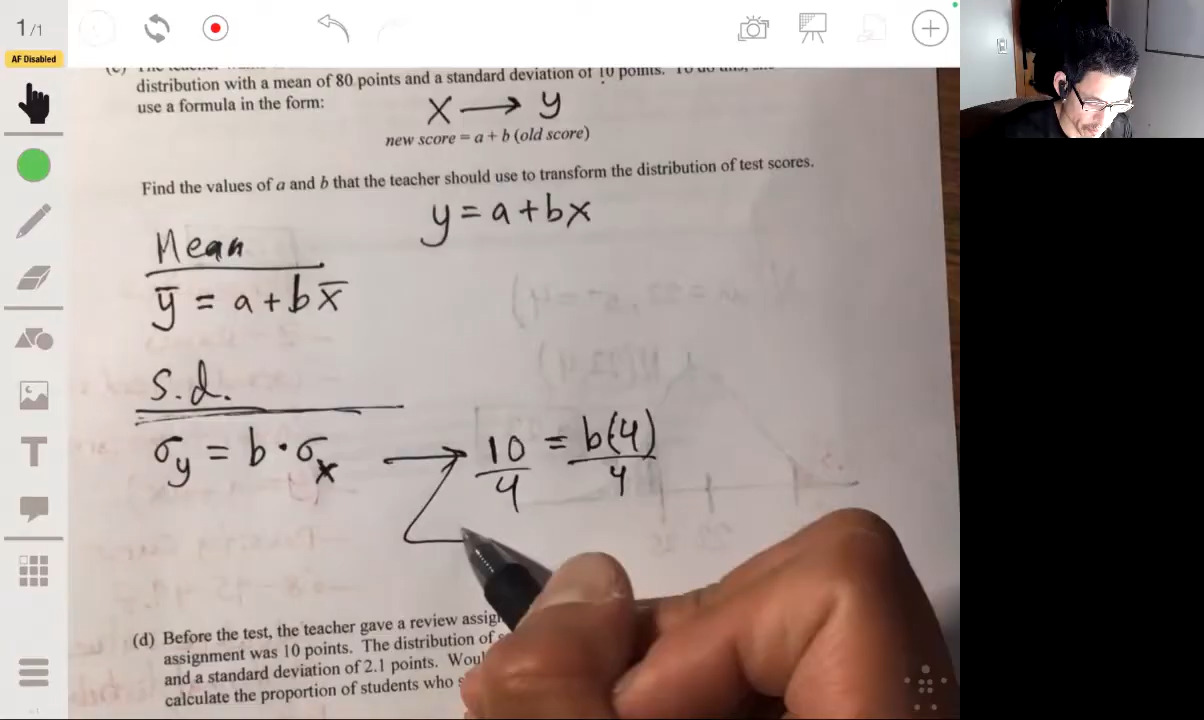 1/1
AF Disabled
distribution with a mean of 80 points and a standard deviation of 10 points. To do this,
use a formula in the form:
X → y
new score = a + b (old score)
Find the values of a and b that the teacher should use to transform the distribution of test scores.
y = a + bx
Mean
ȳ = a + b x̄
S.d.
σy = b · σx → 10/4 = b(4)/4
(d) Before the test, the teacher gave a review
assignment was 10 points. The distribution of
and a standard deviation of 2.1 points.
calculate the proportion of students who
T